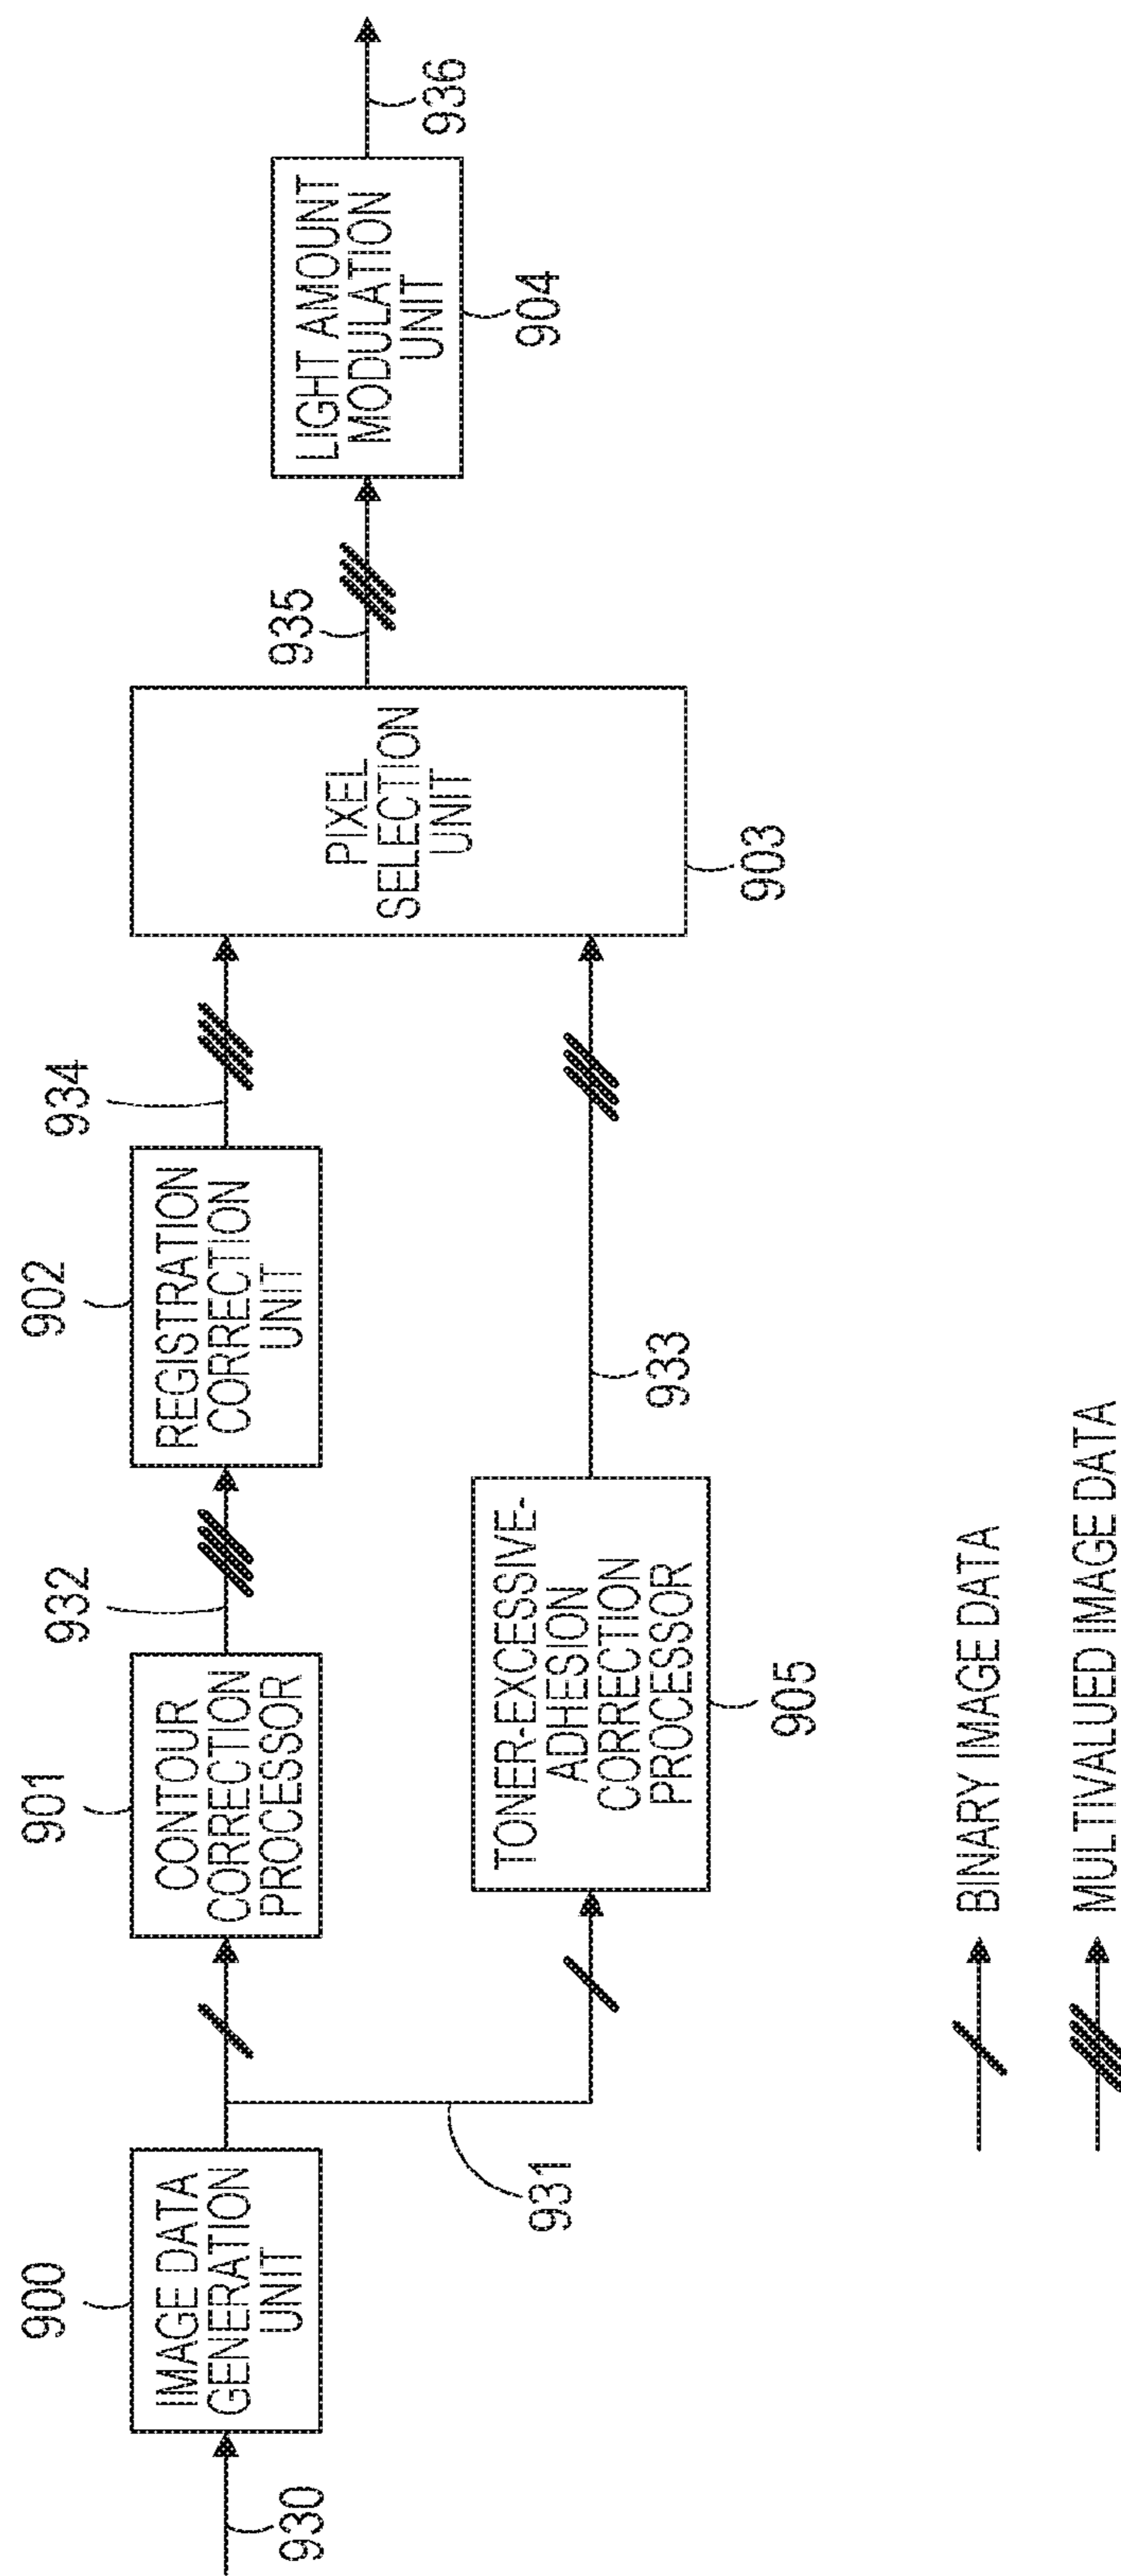 900
IMAGE DATA
GENERATION
UNIT
930
931
901
CONTOUR
CORRECTION
PROCESSOR
932
902
REGISTRATION
CORRECTION
UNIT
934
TONER-EXCESSIVE-
ADHESION
CORRECTION
PROCESSOR
905
933
PIXEL
SELECTION
UNIT
903
935
LIGHT AMOUNT
MODULATION
UNIT
904
936
BINARY IMAGE DATA
MULTIVALUED IMAGE DATA